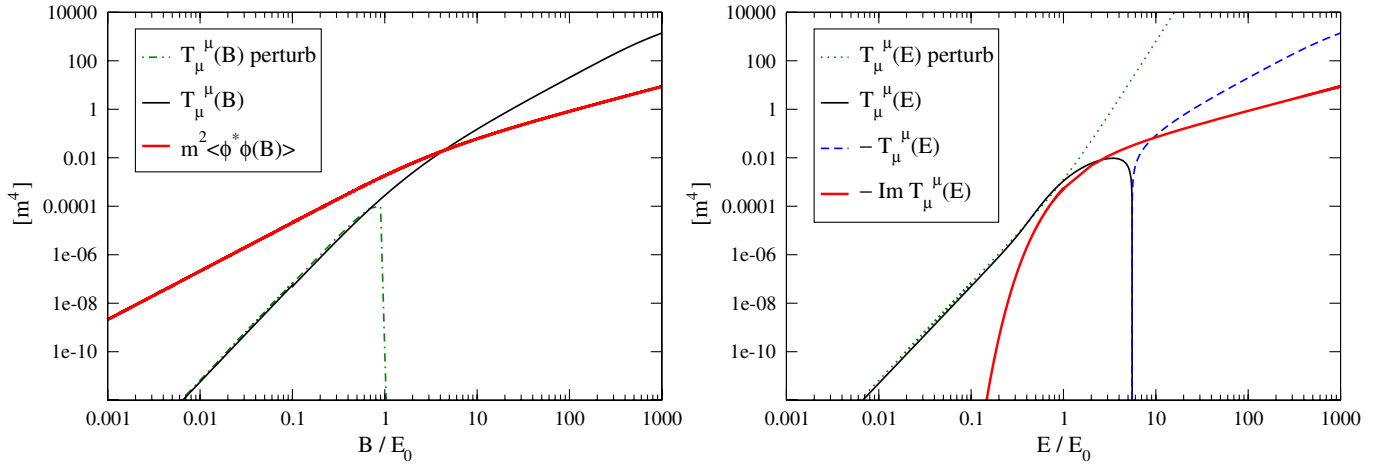 10000
100
1
0.01
0.0001
1e-06
1e-08
1e-10
[m⁴]
T_μ^μ(B) perturb
T_μ^μ(B)
m²<ϕ*ϕ(B)>
0.001 0.01 0.1 1 10 100 1000
B / E₀
10000
100
1
0.01
0.0001
1e-06
1e-08
1e-10
[m⁴]
T_μ^μ(E) perturb
T_μ^μ(E)
− T_μ^μ(E)
− Im T_μ^μ(E)
0.001 0.01 0.1 1 10 100 1000
E / E₀